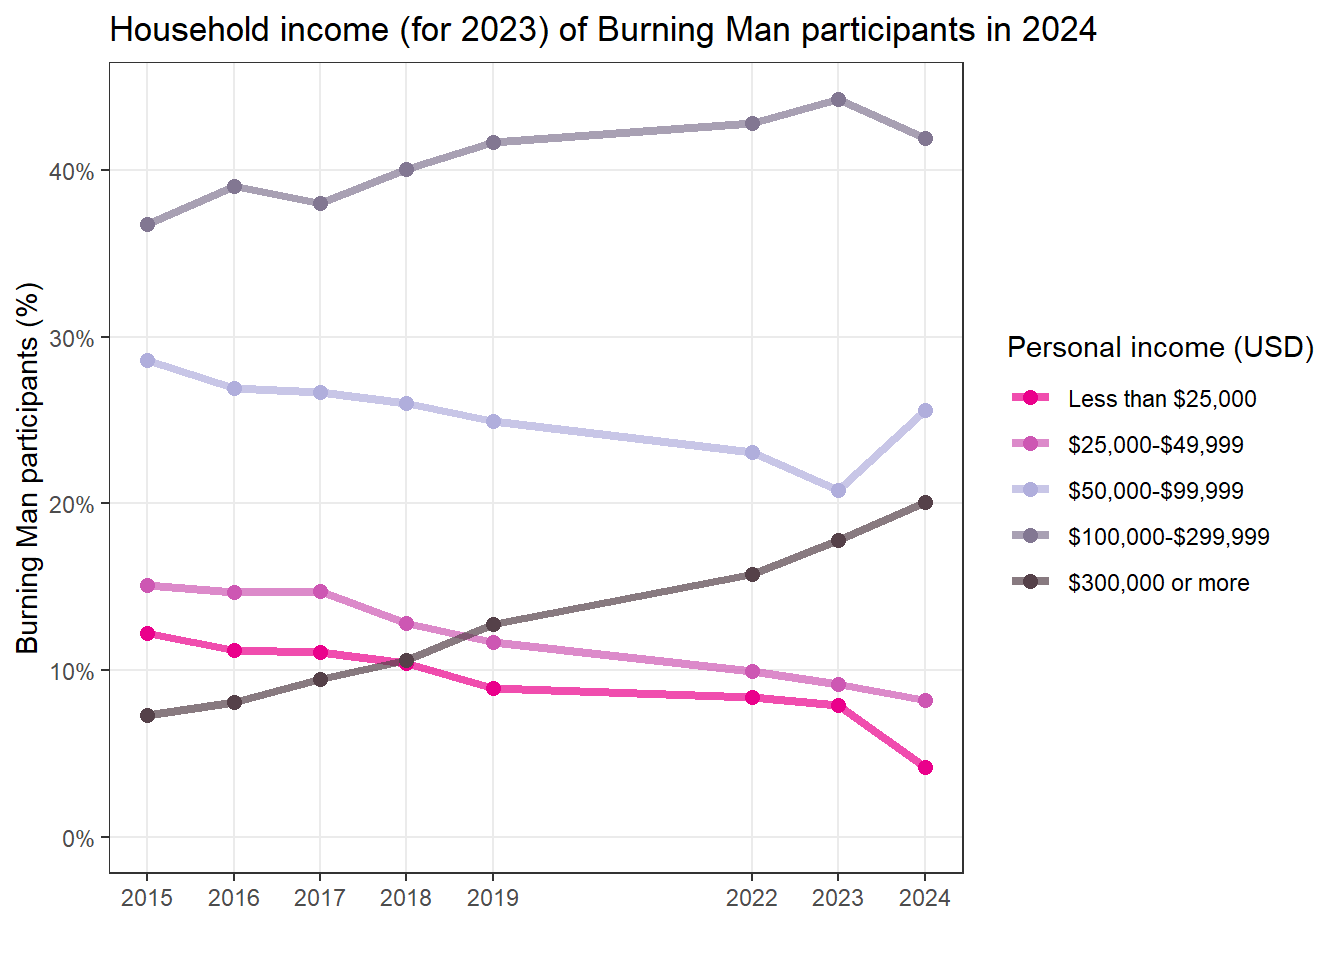 Household income (for 2023) of Burning Man participants in 2024
Burning Man participants (%)
40%
30%
20%
10%
0%
2015 2016 2017 2018 2019 2022 2023 2024
Personal income (USD)
Less than $25,000
$25,000-$49,999
$50,000-$99,999
$100,000-$299,999
$300,000 or more